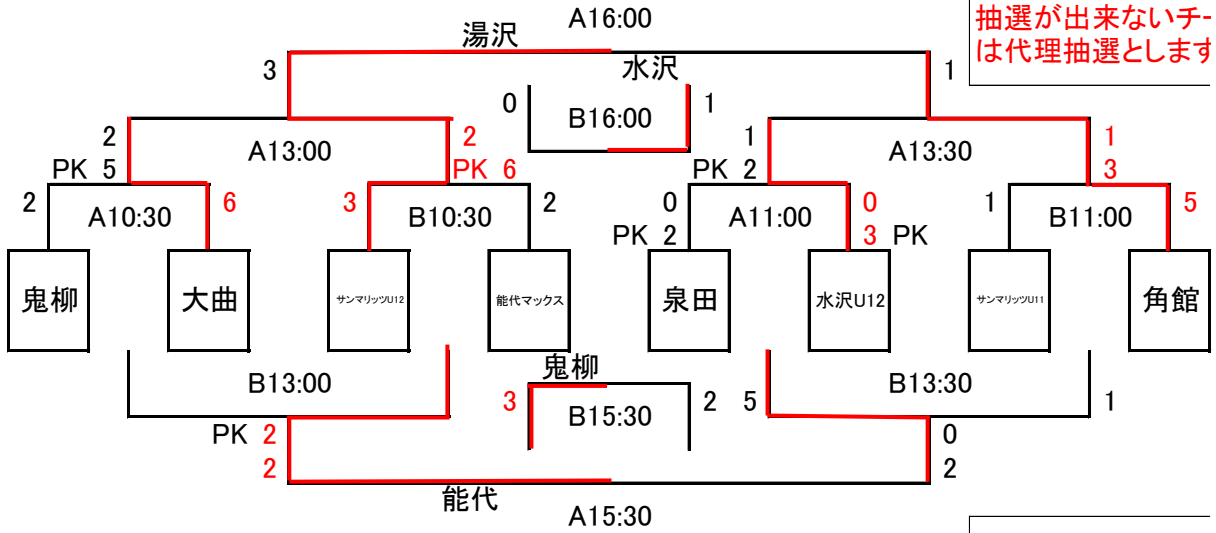 A16:00
抽選が出来ないチー
は代理抽選とします
湯沢
3
水沢
1
0
B16:00
1
2
A13:00
2
1
A13:30
1
PK 5
PK 6
PK 2
3
2
A10:30
6
3
B10:30
2
0
A11:00
0
1
B11:00
5
PK 2
3 PK
鬼柳
大曲
サンマリッツU12
能代マックス
泉田
水沢U12
サンマリッツU11
角館
B13:00
鬼柳
B13:30
3
B15:30
2
5
1
PK 2
0
2
2
能代
A15:30